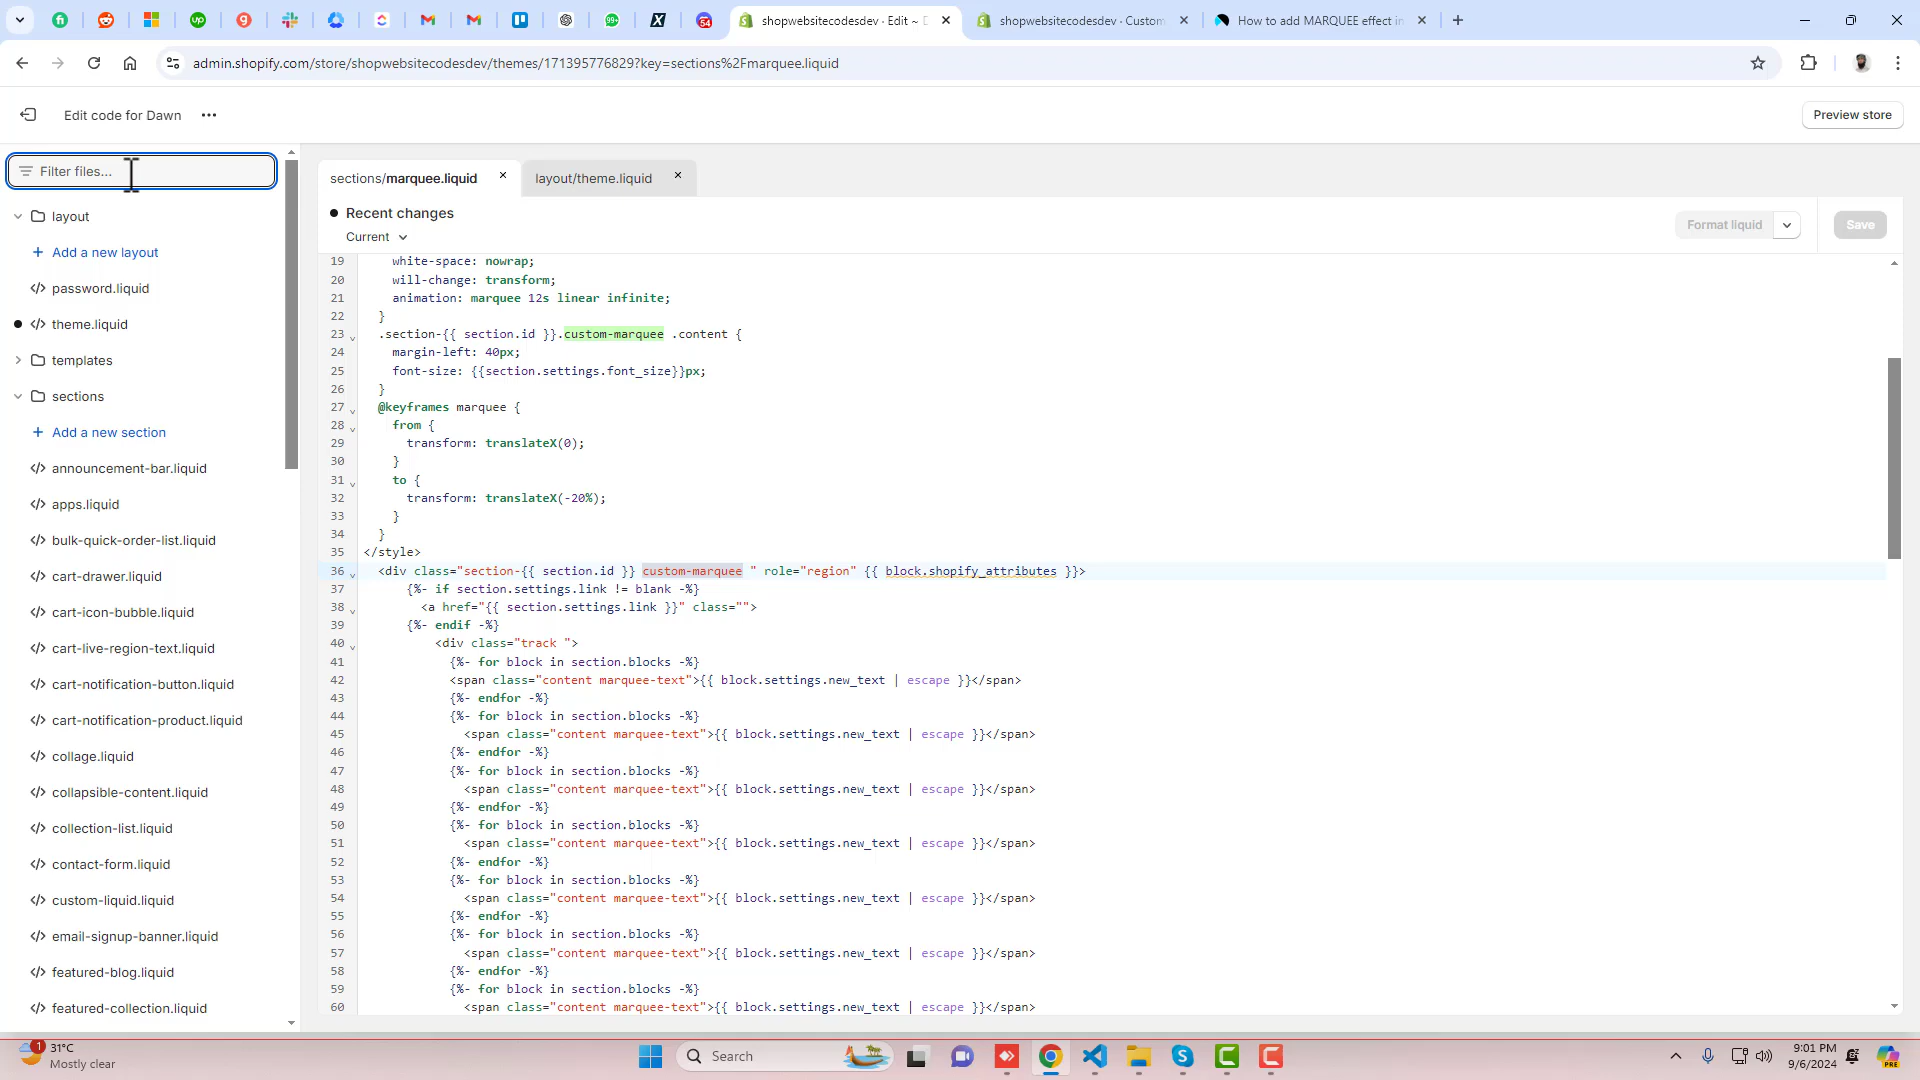 shopwebsitecodesdev · Edit ~ D
shopwebsitecodesdev · Custom
How to add MARQUEE effect in
admin.shopify.com/store/shopwebsitecodesdev/themes/171395776829?key=sections%2Fmarquee.liquid
Edit code for Dawn
Preview store
Filter files...
layout
Add a new layout
password.liquid
theme.liquid
templates
sections
Add a new section
announcement-bar.liquid
apps.liquid
bulk-quick-order-list.liquid
cart-drawer.liquid
cart-icon-bubble.liquid
cart-live-region-text.liquid
cart-notification-button.liquid
cart-notification-product.liquid
collage.liquid
collapsible-content.liquid
collection-list.liquid
contact-form.liquid
custom-liquid.liquid
email-signup-banner.liquid
featured-blog.liquid
featured-collection.liquid
sections/marquee.liquid
layout/theme.liquid
Recent changes
Current
Format liquid
Save
19 white-space: nowrap;
20 will-change: transform;
21 animation: marquee 12s linear infinite;
22 }
23 .section-{{ section.id }}.custom-marquee .content {
24 margin-left: 40px;
25 font-size: {{section.settings.font_size}}px;
26 }
27 @keyframes marquee {
28 from {
29 transform: translateX(0);
30 }
31 to {
32 transform: translateX(-20%);
33 }
34 }
35 </style>
36 <div class="section-{{ section.id }} custom-marquee " role="region" {{ block.shopify_attributes }}>
37 {%- if section.settings.link != blank -%}
38 <a href="{{ section.settings.link }}" class="">
39 {%- endif -%}
40 <div class="track ">
41 {%- for block in section.blocks -%}
42 <span class="content marquee-text">{{ block.settings.new_text | escape }}</span>
43 {%- endfor -%}
44 {%- for block in section.blocks -%}
45 <span class="content marquee-text">{{ block.settings.new_text | escape }}</span>
46 {%- endfor -%}
47 {%- for block in section.blocks -%}
48 <span class="content marquee-text">{{ block.settings.new_text | escape }}</span>
49 {%- endfor -%}
50 {%- for block in section.blocks -%}
51 <span class="content marquee-text">{{ block.settings.new_text | escape }}</span>
52 {%- endfor -%}
53 {%- for block in section.blocks -%}
54 <span class="content marquee-text">{{ block.settings.new_text | escape }}</span>
55 {%- endfor -%}
56 {%- for block in section.blocks -%}
57 <span class="content marquee-text">{{ block.settings.new_text | escape }}</span>
58 {%- endfor -%}
59 {%- for block in section.blocks -%}
60 <span class="content marquee-text">{{ block.settings.new_text | escape }}</span>
1
31°C
Mostly clear
Search
9:01 PM
9/6/2024